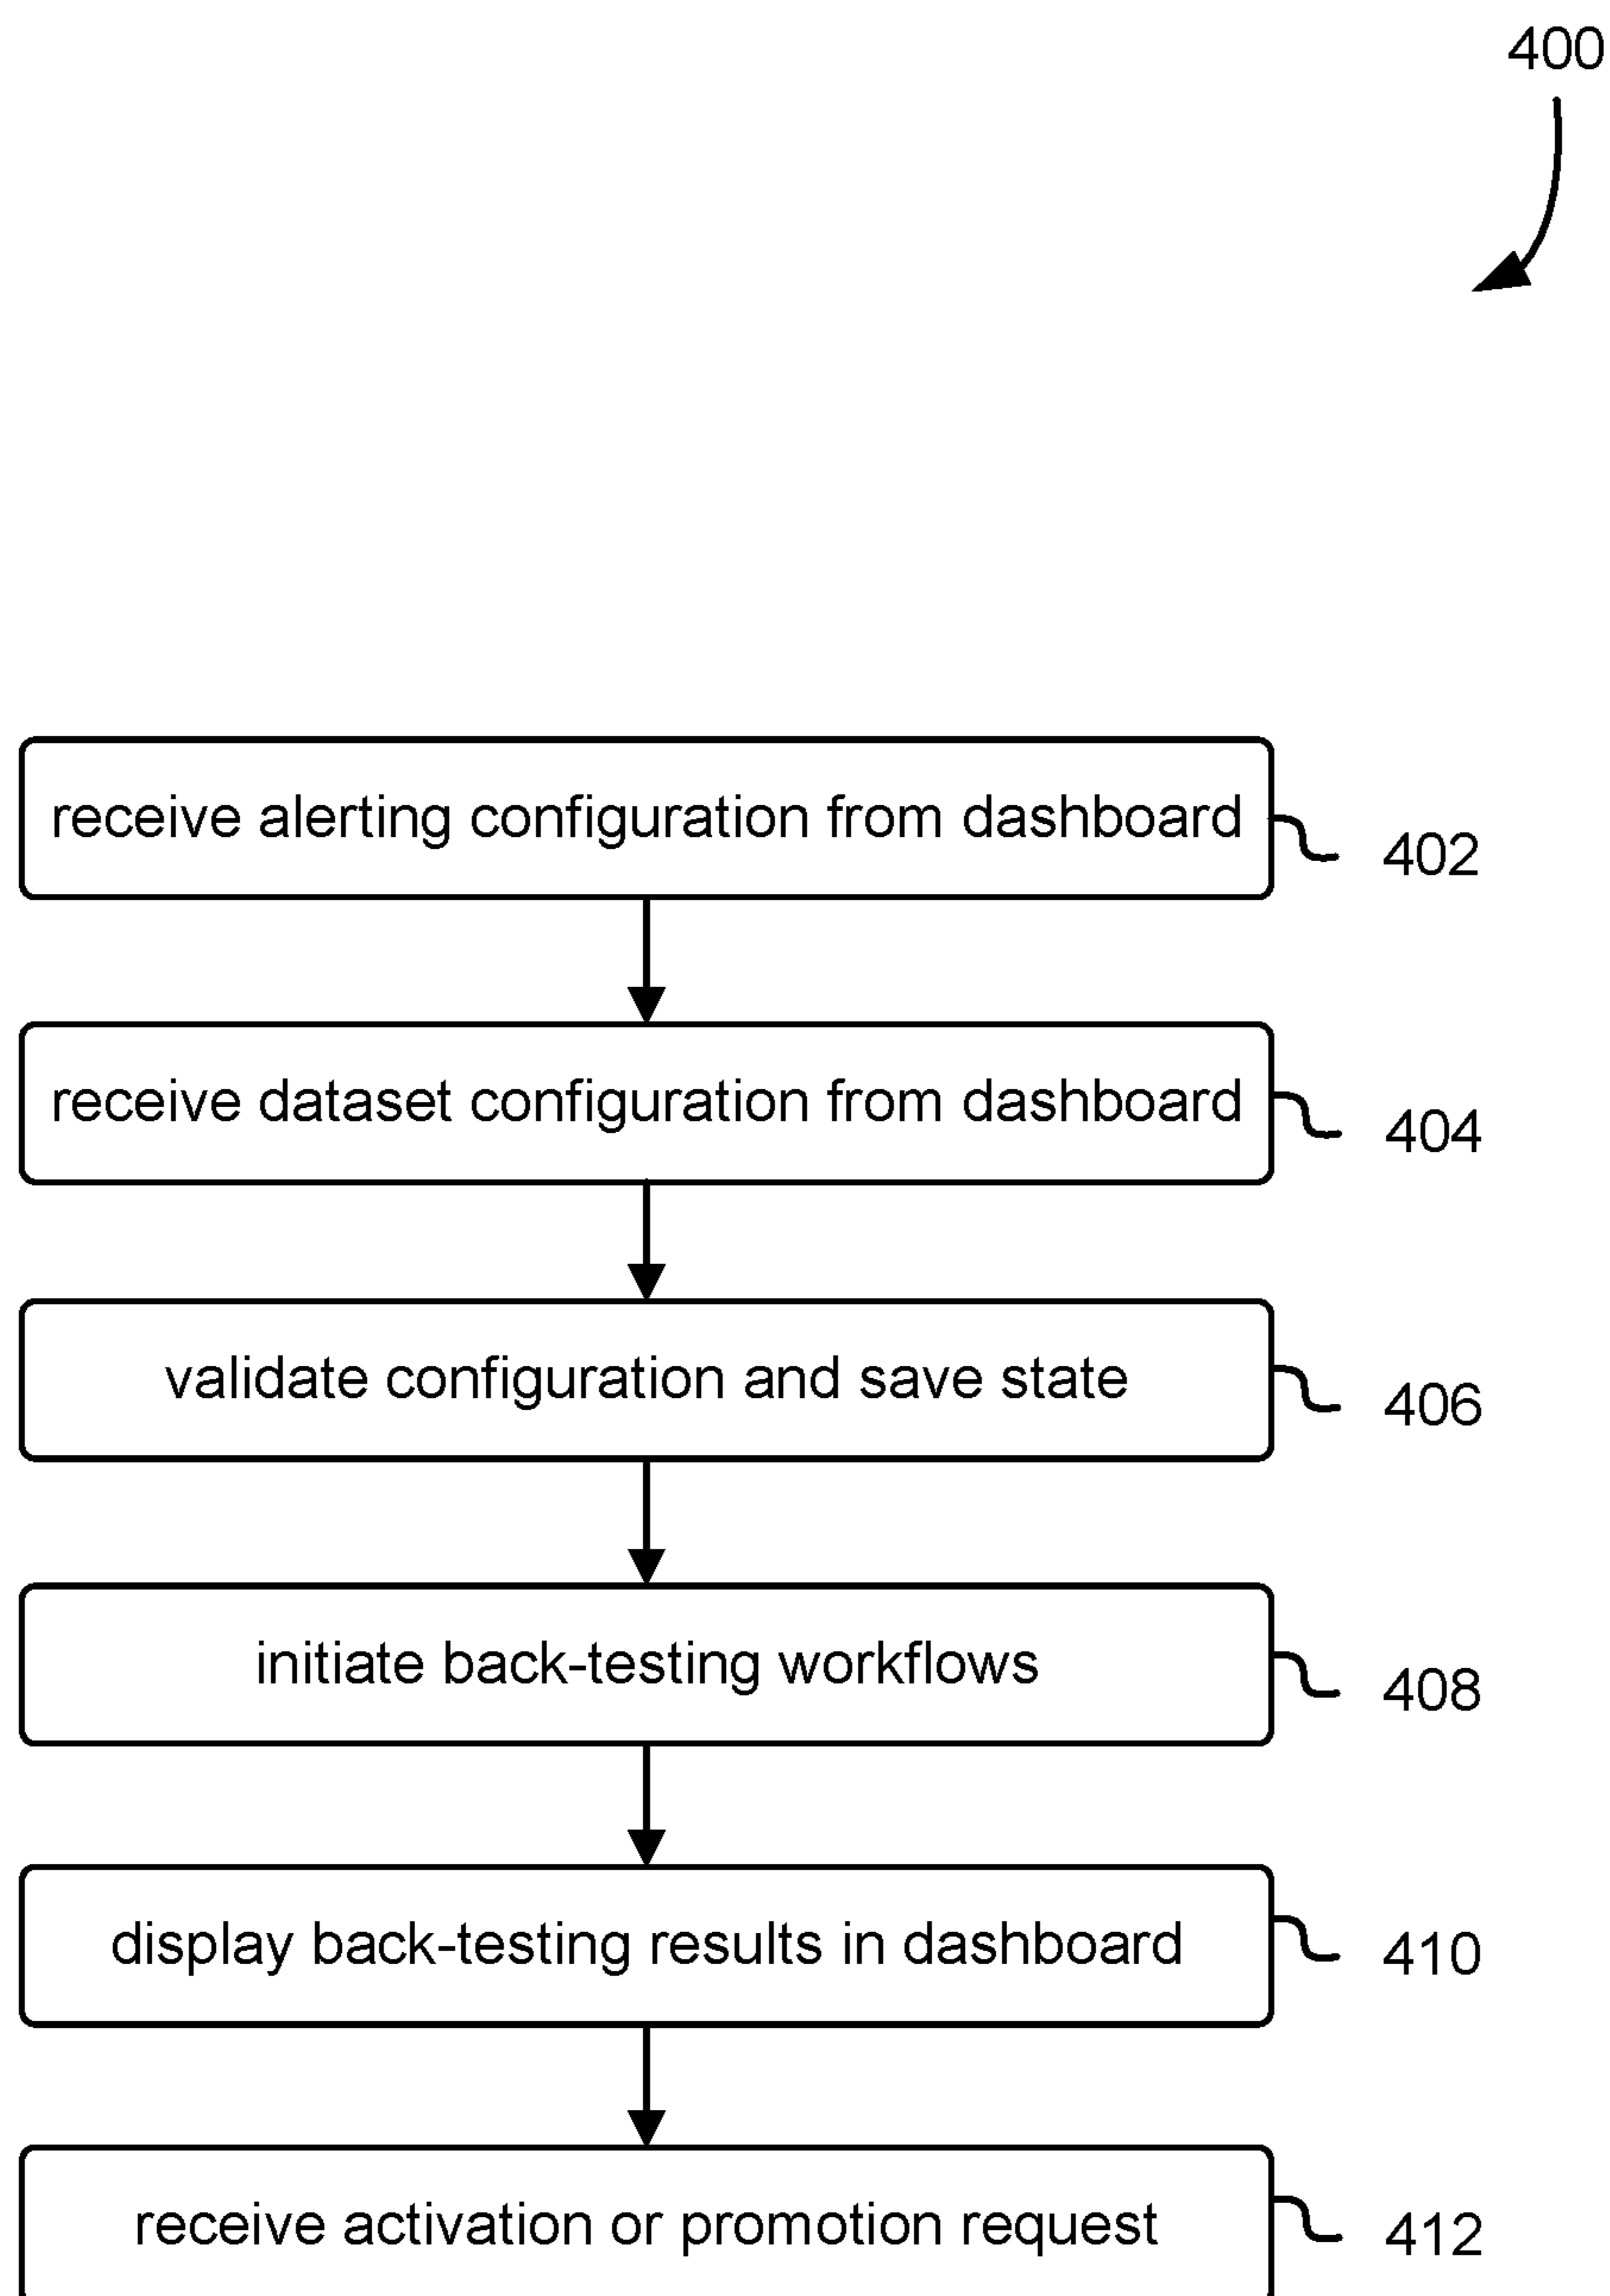 400
receive alerting configuration from dashboard
402
receive dataset configuration from dashboard
404
validate configuration and save state
406
initiate back-testing workflows
408
display back-testing results in dashboard
410
receive activation or promotion request
412